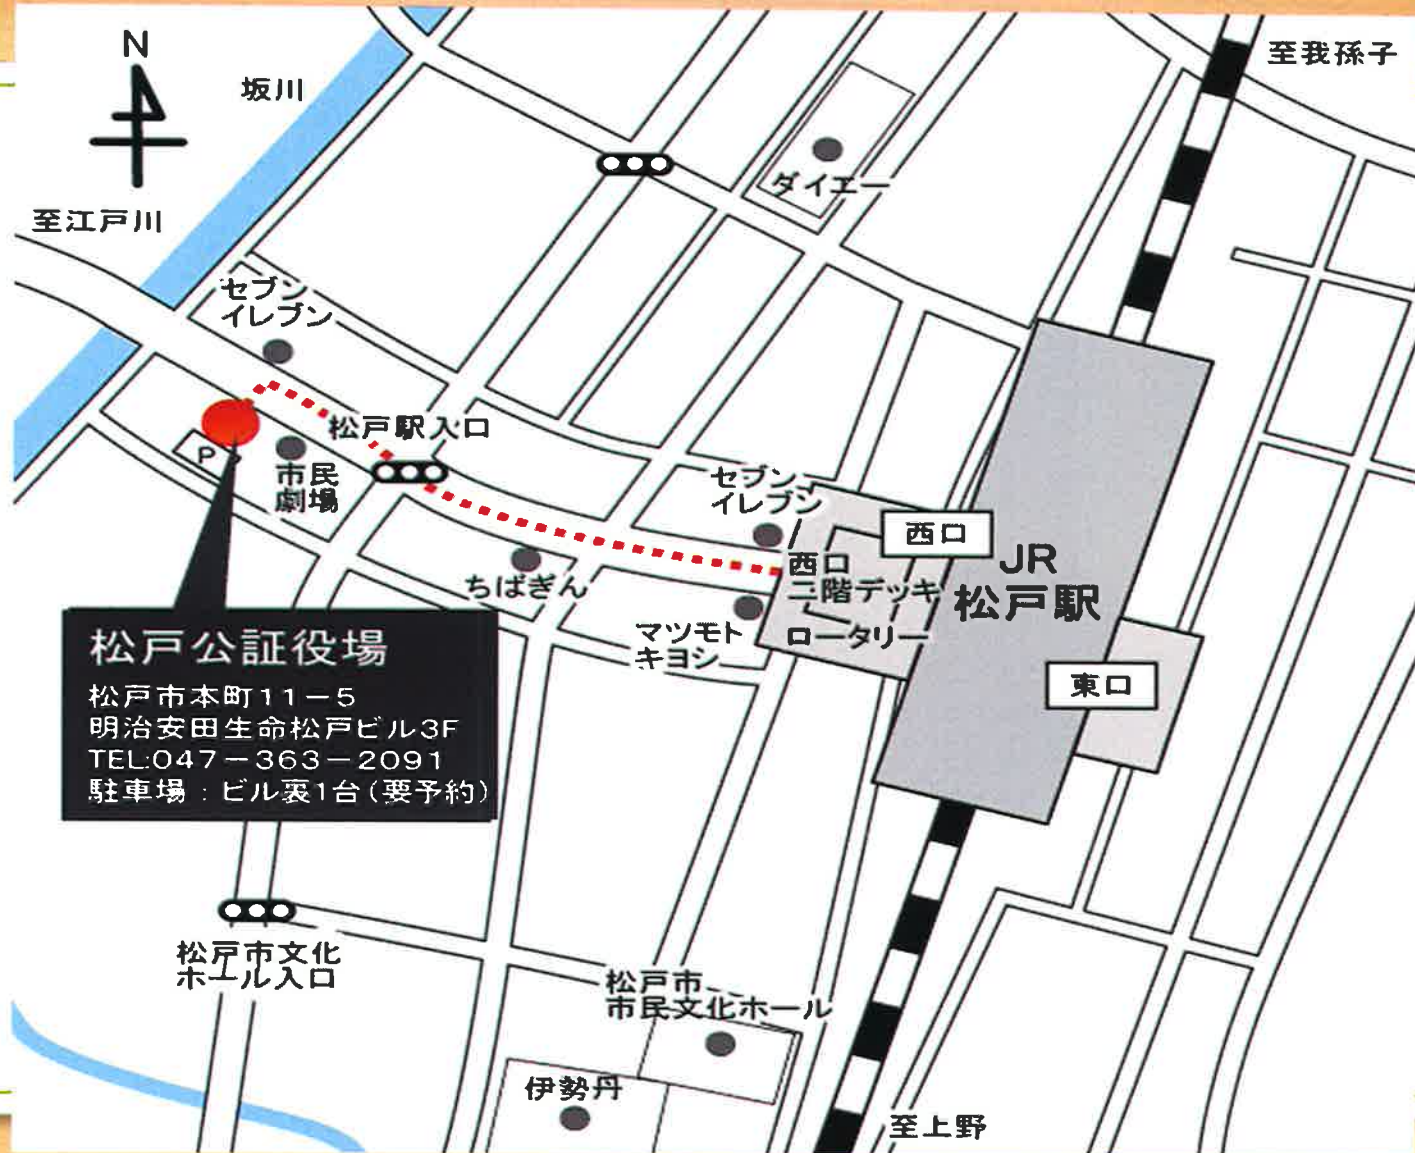 N
坂川
至我孫子
至江戸川
ダイエー
セブン
イレブン
松戸駅入口
P
市民
劇場
セブン
イレブン
西口
JR
松戸駅
西口
二階デッキ
ちばぎん
マツモト
キヨシ
ロータリー
東口
松戸公証役場
松戸市本町11－5
明治安田生命松戸ビル3F
TEL:047－363－2091
駐車場：ビル裏1台（要予約）
松戸市文化
ホール入口
松戸市
市民文化ホール
伊勢丹
至上野